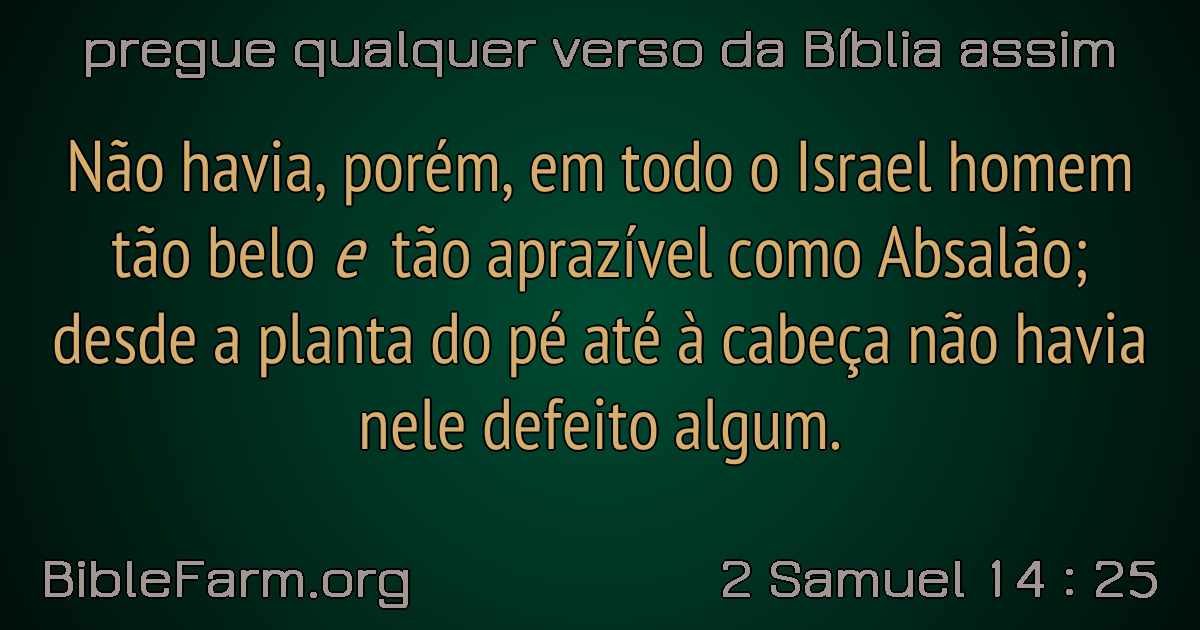 pregue qualquer verso da Bíblia assim
Não havia, porém, em todo o Israel homem
tão belo e tão aprazível como Absalão;
desde a planta do pé até à cabeça não havia
nele defeito algum.
BibleFarm.org
2 Samuel 14 : 25